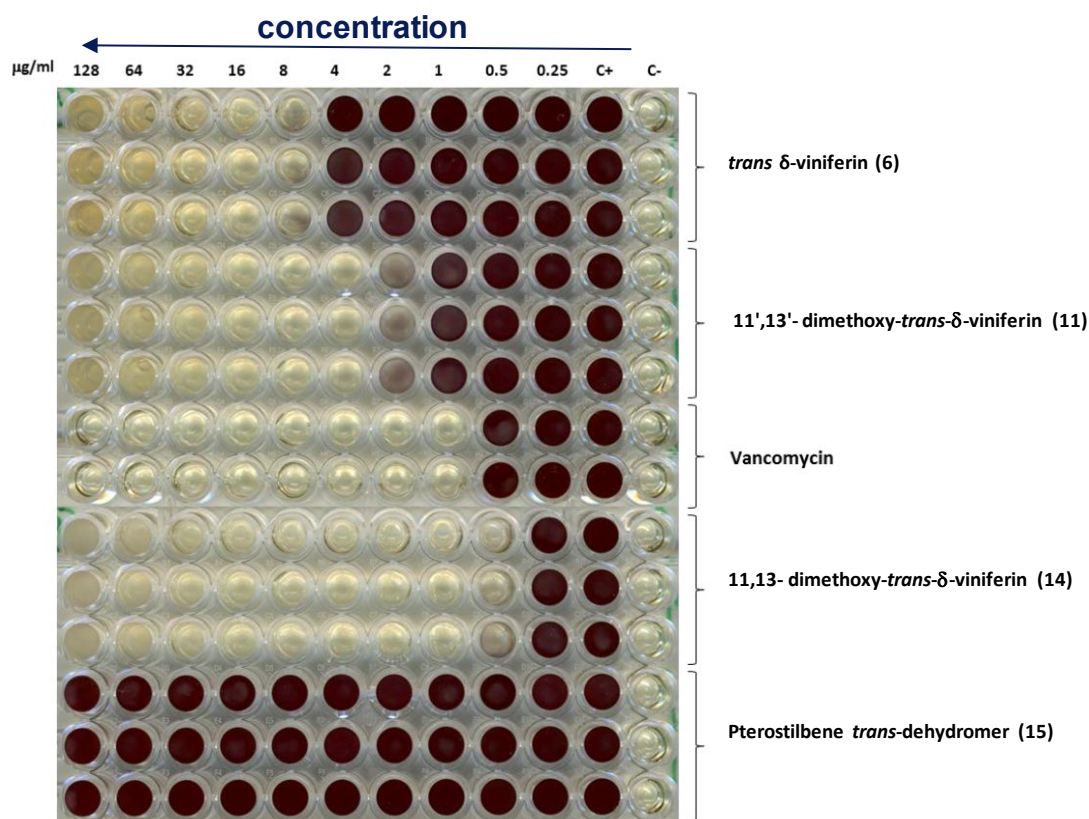 concentration
µg/ml 128 64 32 16 8 4 2 1 0.5 0.25 C+ C-
trans δ-viniferin (6)
11',13'- dimethoxy-trans-δ-viniferin (11)
Vancomycin
11,13- dimethoxy-trans-δ-viniferin (14)
Pterostilbene trans-dehydromer (15)